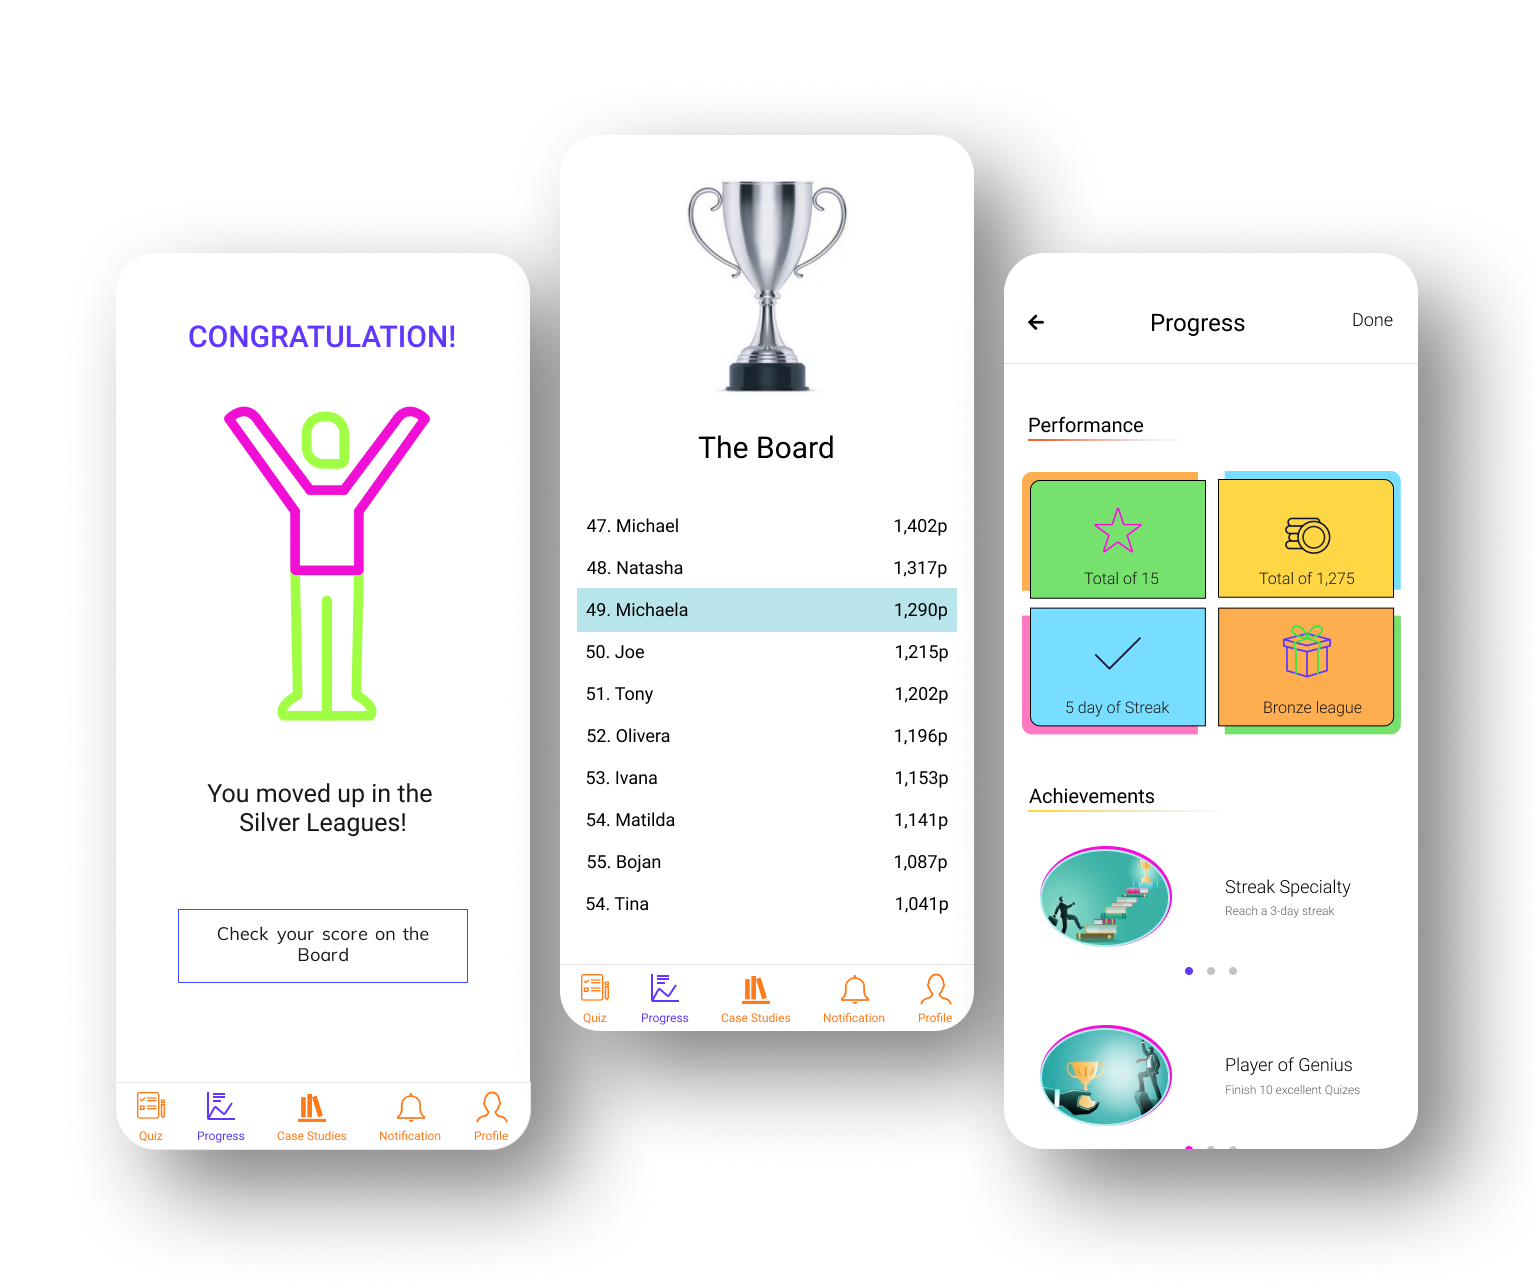 CONGRATULATION!
You moved up in the
Silver Leagues!
Check your score on the
Board
Quiz
Progress
Case Studies
Notification
Profile
The Board
47. Michael 1,402p
48. Natasha 1,317p
49. Michaela 1,290p
50. Joe 1,215p
51. Tony 1,202p
52. Olivera 1,196p
53. Ivana 1,153p
54. Matilda 1,141p
55. Bojan 1,087p
54. Tina 1,041p
Quiz
Progress
Case Studies
Notification
Profile
Progress
Done
Performance
Total of 15
Total of 1,275
5 day of Streak
Bronze league
Achievements
Streak Specialty
Reach a 3-day streak
1
Player of Genius
Finish 10 excellent Quizes